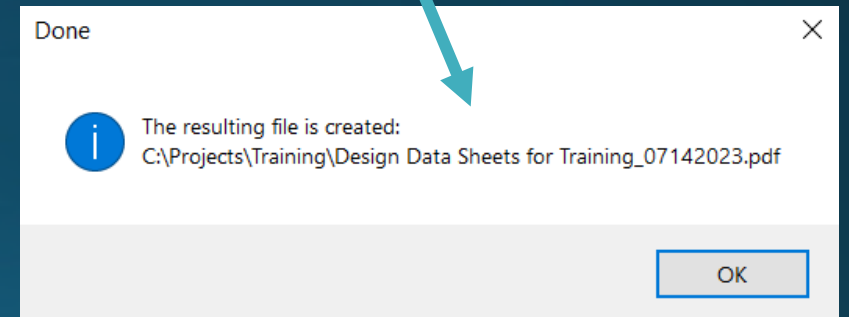 Done
The resulting file is created:
C:\Projects\Training\Design Data Sheets for Training_07142023.pdf
OK